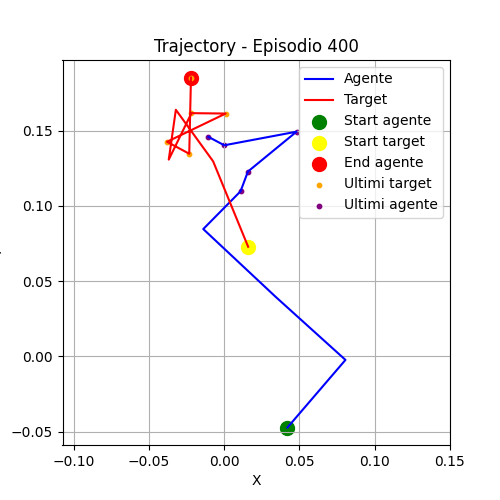 Trajectory - Episodio 400
Agente
Target
Start agente
Start target
End agente
Ultimi target
Ultimi agente
0.15
0.10
0.05
0.00
−0.05
−0.10
−0.05
0.00
0.05
0.10
0.15
X